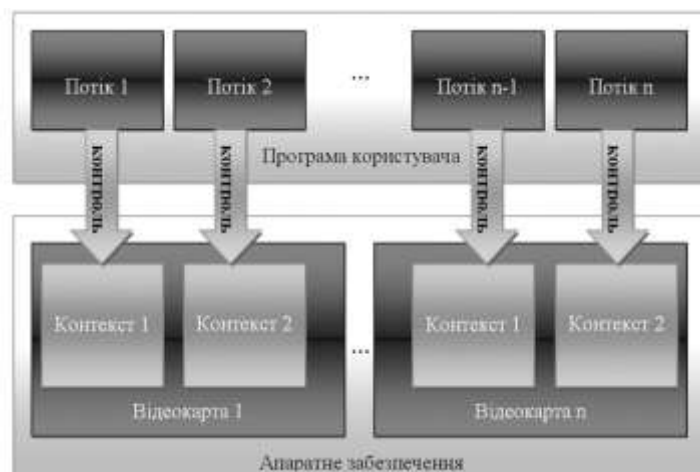 Потік 1
Потік 2
...
Потік n-1
Потік n
контроль
контроль
контроль
контроль
Програма користувача
Контекст 1
Контекст 2
...
Контекст 1
Контекст 2
Відеокарта 1
Відеокарта n
Апаратне забезпечення